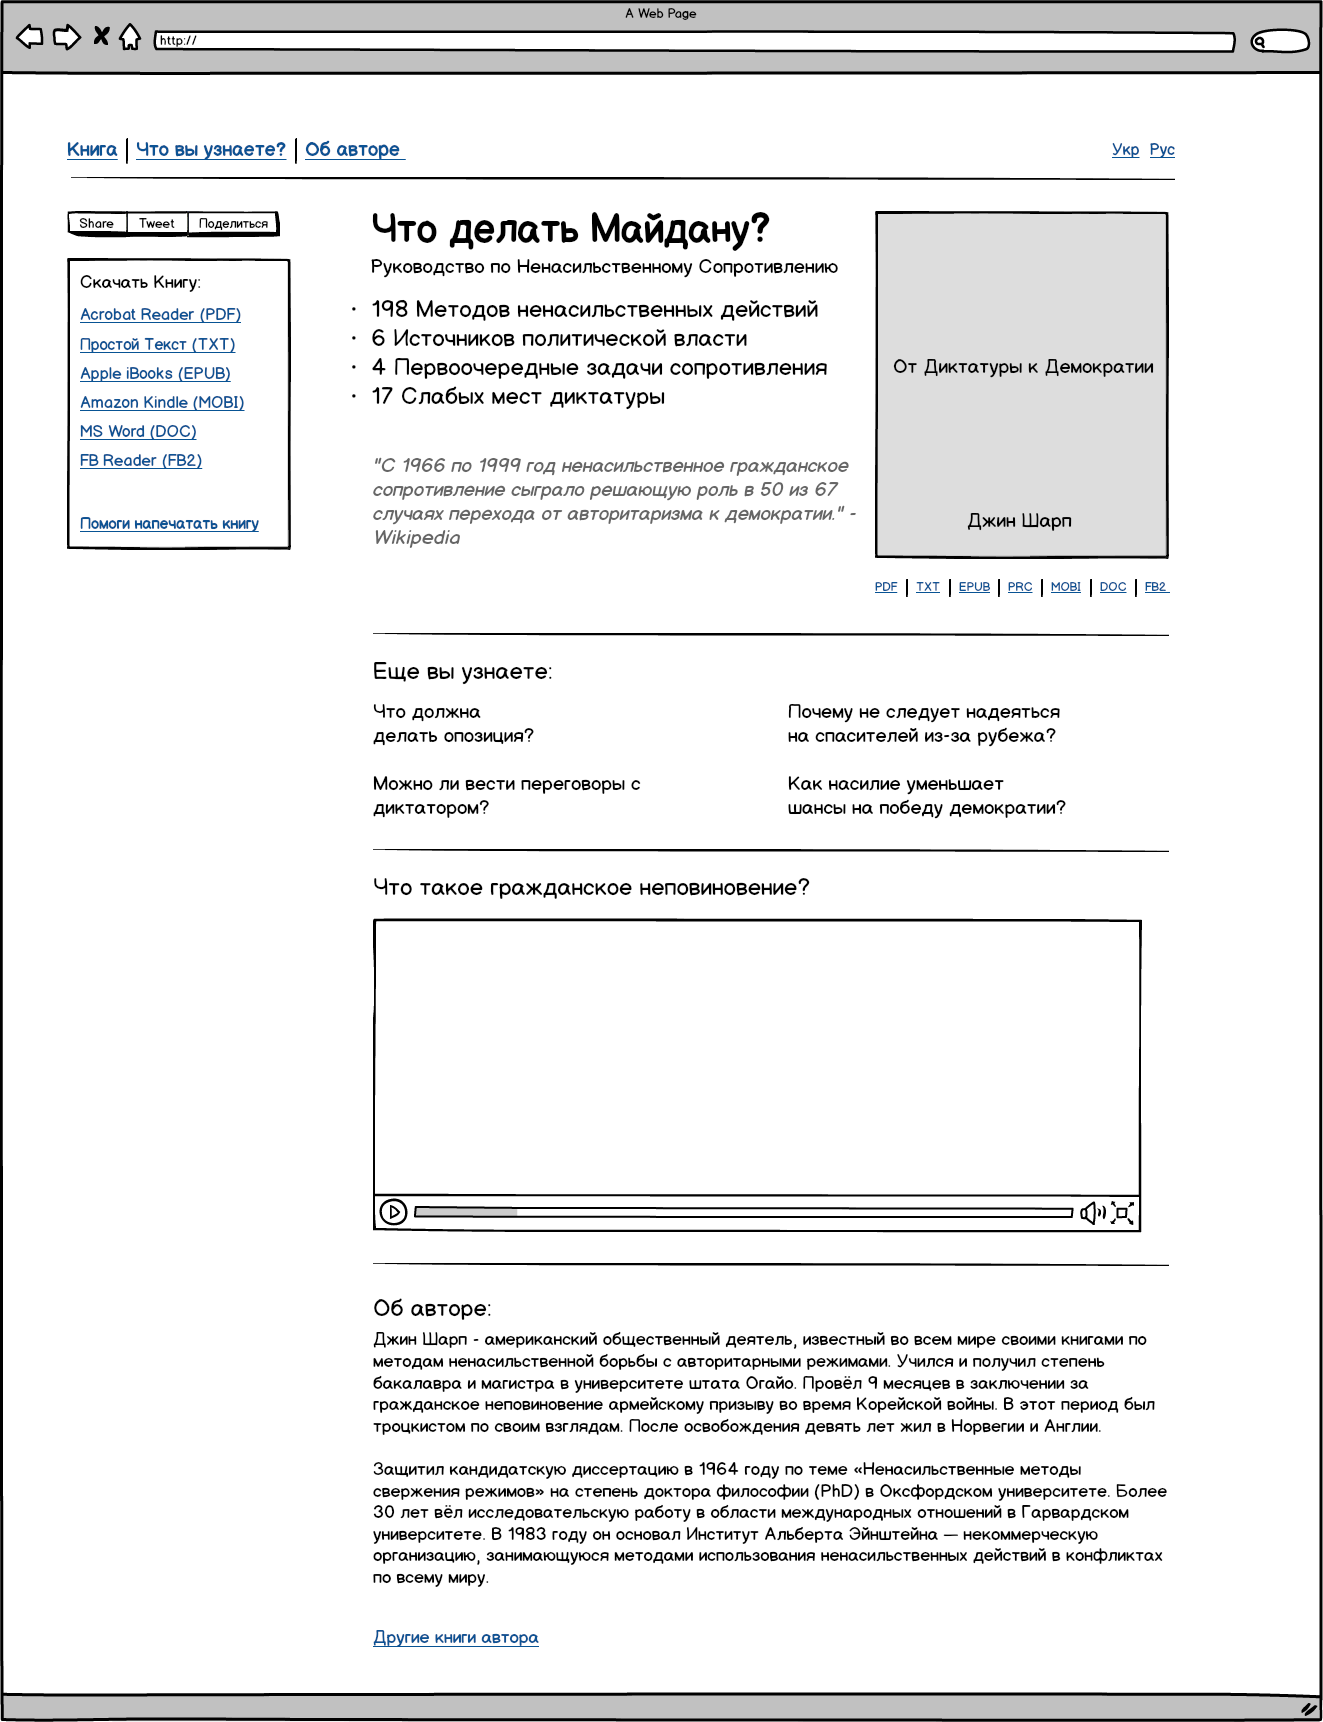 A Web Page
http://
Книга Что вы узнаете? Об авторе
Укр Рус
Share Tweet Поделиться
Скачать Книгу:
Acrobat Reader (PDF)
Простой Текст (TXT)
Apple iBooks (EPUB)
Amazon Kindle (MOBI)
MS Word (DOC)
FB Reader (FB2)
Помоги напечатать книгу
Что делать Майдану?
Руководство по Ненасильственному Сопротивлению
· 198 Методов ненасильственных действий
· 6 Источников политической власти
· 4 Первоочередные задачи сопротивления
· 17 Слабых мест диктатуры
"С 1966 по 1999 год ненасильственное гражданское
сопротивление сыграло решающую роль в 50 из 67
случаях перехода от авторитаризма к демократии." -
Wikipedia
От Диктатуры к Демократии
Джин Шарп
PDF TXT EPUB PRC MOBI DOC FB2
Еще вы узнаете:
Что должна
делать опозиция?
Почему не следует надеяться
на спасителей из-за рубежа?
Можно ли вести переговоры с
диктатором?
Как насилие уменьшает
шансы на победу демократии?
Что такое гражданское неповиновение?
Об авторе:
Джин Шарп - американский общественный деятель, известный во всем мире своими книгами по
методам ненасильственной борьбы с авторитарными режимами. Учился и получил степень
бакалавра и магистра в университете штата Огайо. Провёл 9 месяцев в заключении за
гражданское неповиновение армейскому призыву во время Корейской войны. В этот период был
троцкистом по своим взглядам. После освобождения девять лет жил в Норвегии и Англии.
Защитил кандидатскую диссертацию в 1964 году по теме «Ненасильственные методы
свержения режимов» на степень доктора философии (PhD) в Оксфордском университете. Более
30 лет вёл исследовательскую работу в области международных отношений в Гарвардском
университете. В 1983 году он основал Институт Альберта Эйнштейна — некоммерческую
организацию, занимающуюся методами использования ненасильственных действий в конфликтах
по всему миру.
Другие книги автора